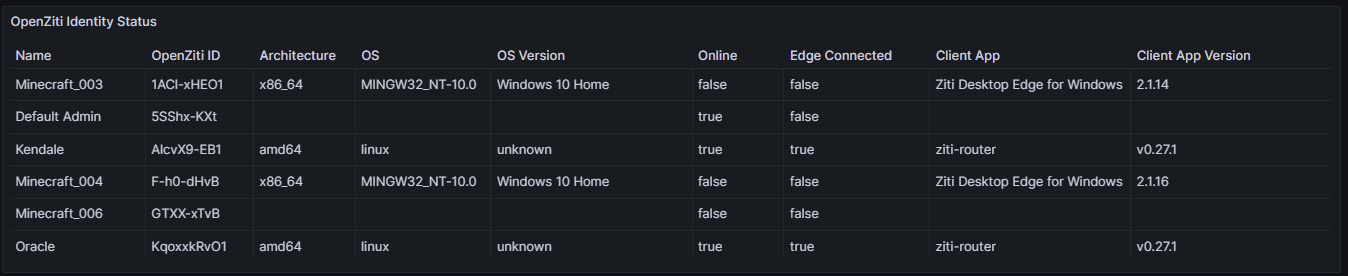 OpenZiti Identity Status
Name OpenZiti ID Architecture OS OS Version Online Edge Connected Client App Client App Version
Minecraft_003 1ACI-xHEO1 x86_64 MINGW32_NT-10.0 Windows 10 Home false false Ziti Desktop Edge for Windows 2.1.14
Default Admin 5SShx-KXt true false
Kendale AlcvX9-EB1 amd64 linux unknown true true ziti-router v0.27.1
Minecraft_004 F-h0-dHvB x86_64 MINGW32_NT-10.0 Windows 10 Home false false Ziti Desktop Edge for Windows 2.1.16
Minecraft_006 GTXX-xTvB false false
Oracle KqoxxkRvO1 amd64 linux unknown true true ziti-router v0.27.1